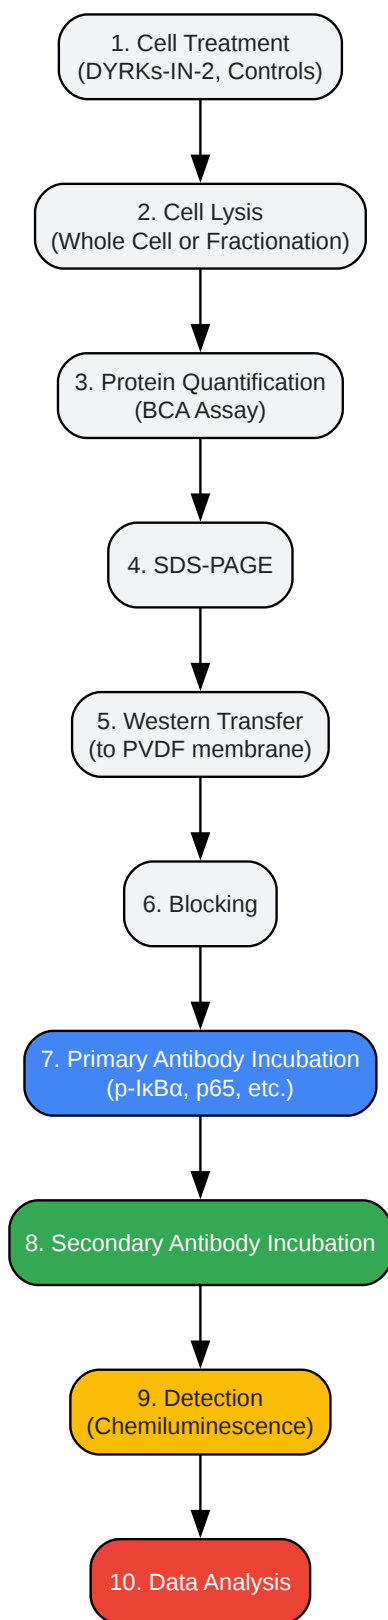 1. Cell Treatment
(DYRKs-IN-2, Controls)
2. Cell Lysis
(Whole Cell or Fractionation)
3. Protein Quantification
(BCA Assay)
4. SDS-PAGE
5. Western Transfer
(to PVDF membrane)
6. Blocking
7. Primary Antibody Incubation
(p-IκBα, p65, etc.)
8. Secondary Antibody Incubation
9. Detection
(Chemiluminescence)
10. Data Analysis